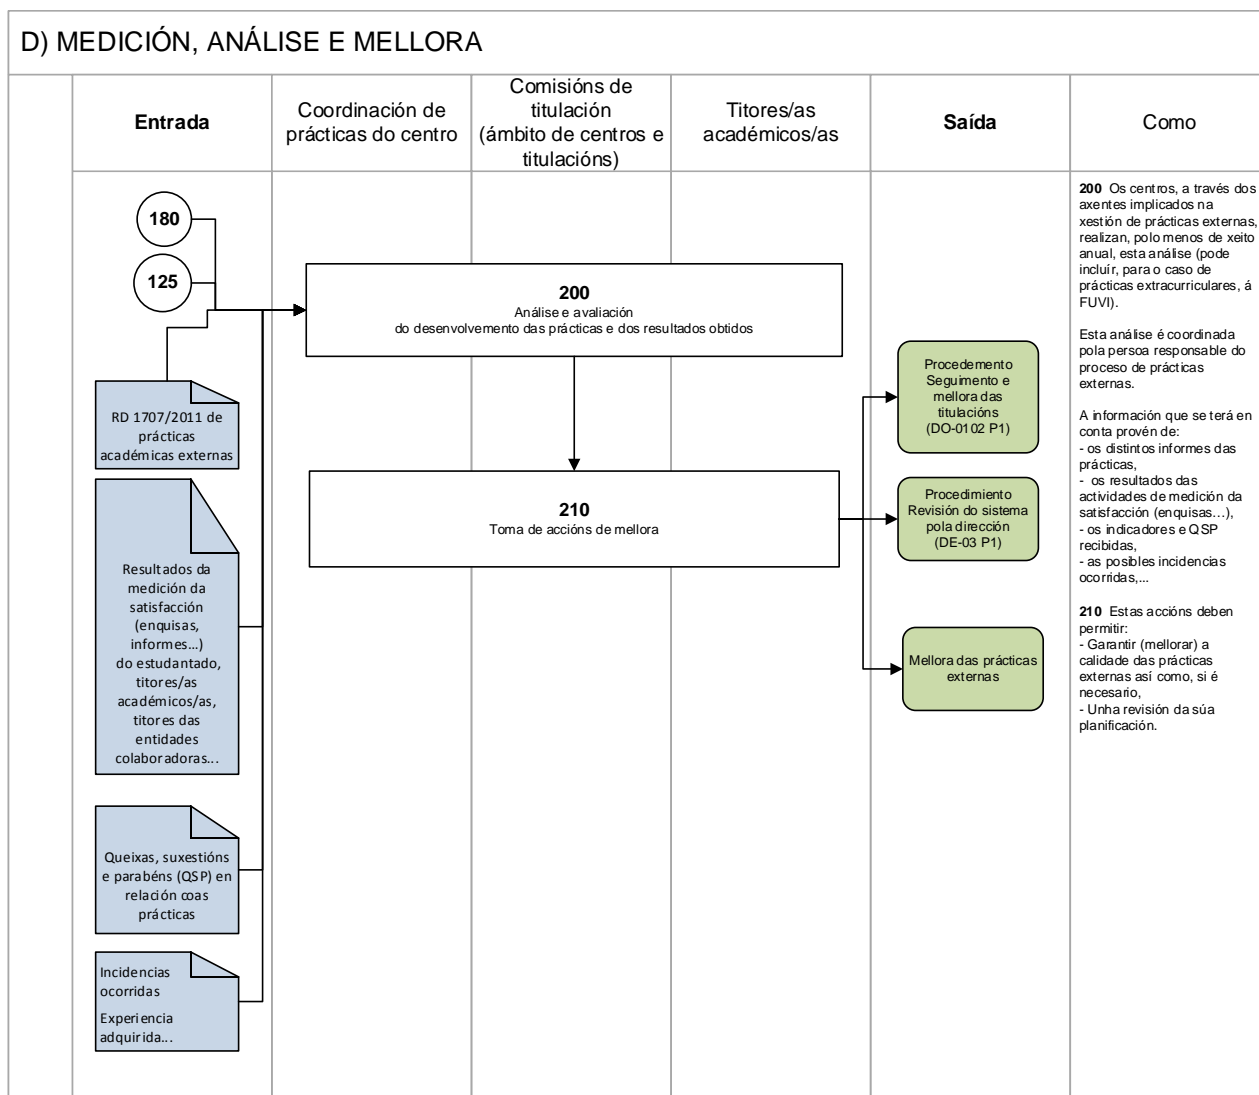 D) MEDICIÓN, ANÁLISE E MELLORA
Entrada
Coordinación de
prácticas do centro
Comisións de
titulación
(ámbito de centros e
titulacións)
Titores/as
académicos/as
Saída
Como
180
125
RD 1707/2011 de
prácticas
académicas externas
Resultados da
medición da
satisfacción
(enquisas,
informes...)
do estudantado,
titores/as
académicos/as,
titores das
entidades
colaboradoras...
Queixas, suxestións
e parabéns (QSP) en
relación coas
prácticas
Incidencias
ocorridas
Experiencia
adquirida...
200
Análise e avaliación
do desenvolvemento das prácticas e dos resultados obtidos
210
Toma de accións de mellora
Procedemento
Seguimento e
mellora das
titulacións
(DO-0102 P1)
Procedimiento
Revisión do sistema
pola dirección
(DE-03 P1)
Mellora das prácticas
externas
200 Os centros, a través dos
axentes implicados na
xestión de prácticas externas,
realizan, polo menos de xeito
anual, esta análise (pode
incluír, para o caso de
prácticas extracurriculares, á
FUVI).
Esta análise é coordinada
pola persoa responsable do
proceso de prácticas
externas.
A información que se terá en
conta provén de:
- os distintos informes das
prácticas,
- os resultados das
actividades de medición da
satisfacción (enquisas...),
- os indicadores e QSP
recibidas,
- as posibles incidencias
ocorridas,...
210 Estas accións deben
permitir:
- Garantir (mellorar) a
calidade das prácticas
externas así como, si é
necesario,
- Unha revisión da súa
planificación.